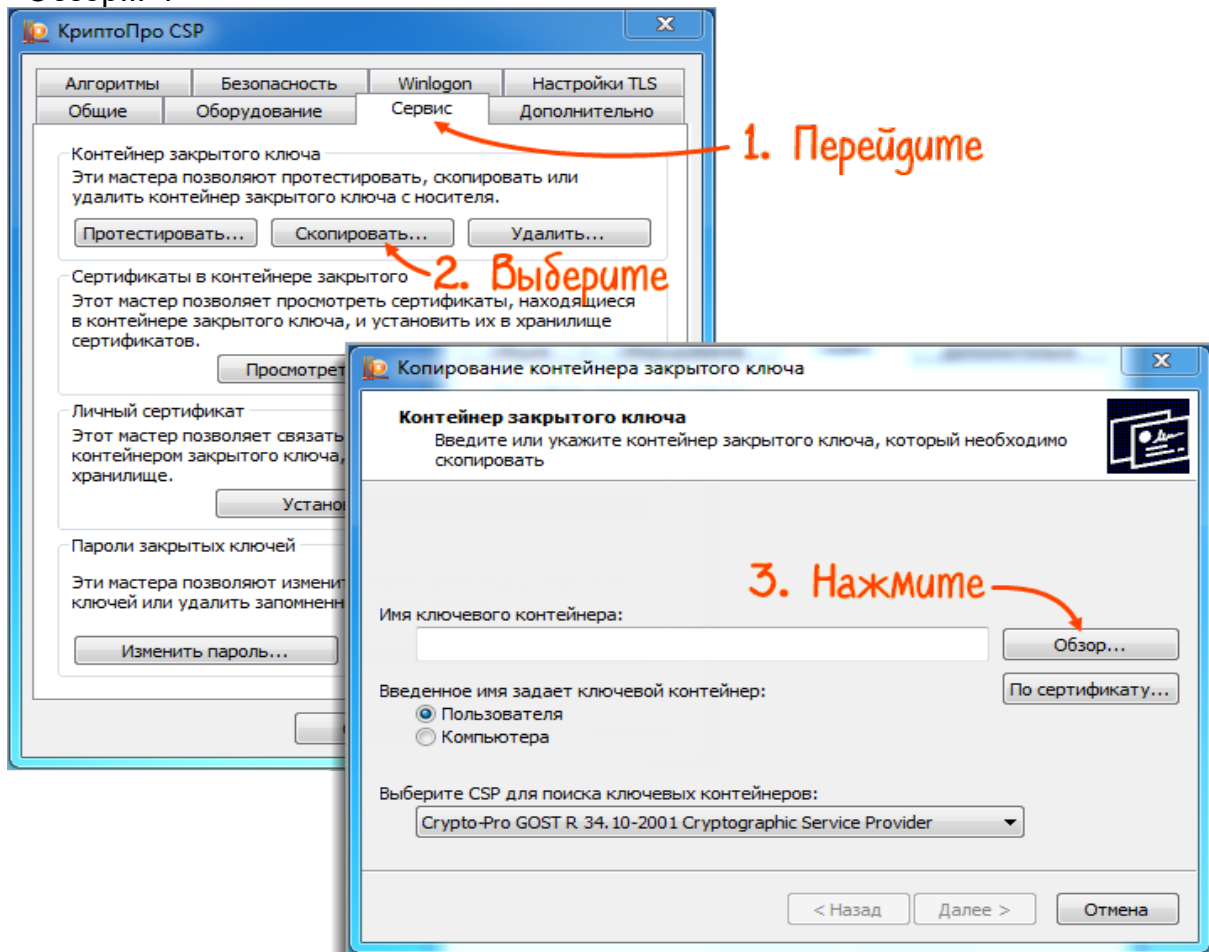 КриптоПро CSP
Алгоритмы Безопасность Winlogon Настройки TLS
Общие Оборудование Сервис Дополнительно
1. Перейдите
Контейнер закрытого ключа
Эти мастера позволяют протестировать, скопировать или
удалить контейнер закрытого ключа с носителя.
Протестировать... Скопировать... Удалить...
2. Выберите
Сертификаты в контейнере закрытого
Этот мастер позволяет просмотреть сертификаты, находящиеся
в контейнере закрытого ключа, и установить их в хранилище
сертификатов.
Просмотрет
Личный сертификат
Этот мастер позволяет связать
контейнером закрытого ключа,
хранилище.
Устано
Пароли закрытых ключей
Эти мастера позволяют измени
ключей или удалить запомненн
Изменить пароль...
Копирование контейнера закрытого ключа
Контейнер закрытого ключа
Введите или укажите контейнер закрытого ключа, который необходимо
скопировать
3. Нажмите
Имя ключевого контейнера:
Обзор...
Введенное имя задает ключевой контейнер:
По сертификату...
Пользователя
Компьютера
Выберите CSP для поиска ключевых контейнеров:
Crypto-Pro GOST R 34.10-2001 Cryptographic Service Provider
< Назад Далее > Отмена